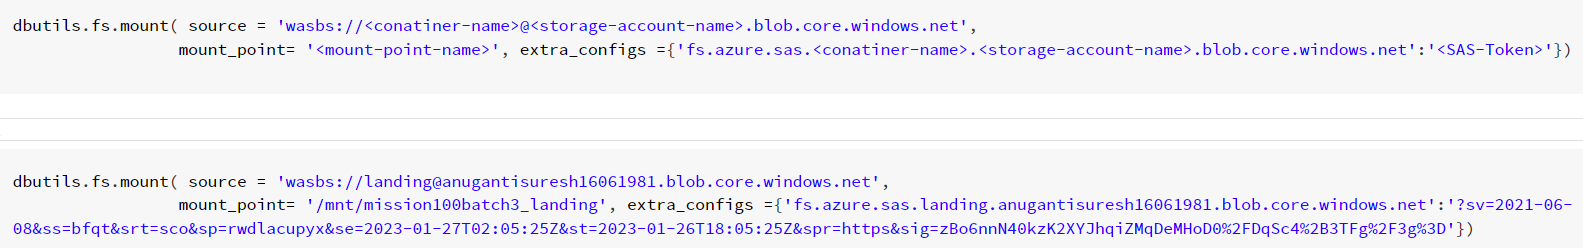 dbutils.fs.mount( source = 'wasbs://<conatiner-name>@<storage-account-name>.blob.core.windows.net',
mount_point= '<mount-point-name>', extra_configs ={'fs.azure.sas.<conatiner-name>.<storage-account-name>.blob.core.windows.net':'<SAS-Token>'})
dbutils.fs.mount( source = 'wasbs://landing@anugantisuresh16061981.blob.core.windows.net',
mount_point= '/mnt/mission100batch3_landing', extra_configs ={'fs.azure.sas.landing.anugantisuresh16061981.blob.core.windows.net':'?sv=2021-06-
08&ss=bfqt&srt=sco&sp=rwdlacupyx&se=2023-01-27T02:05:25Z&st=2023-01-26T18:05:25Z&spr=https&sig=zBo6nnN40kzK2XYJhqiZMqDeMHoD0%2FDqSc4%2B3TFg%2F3g%3D'})